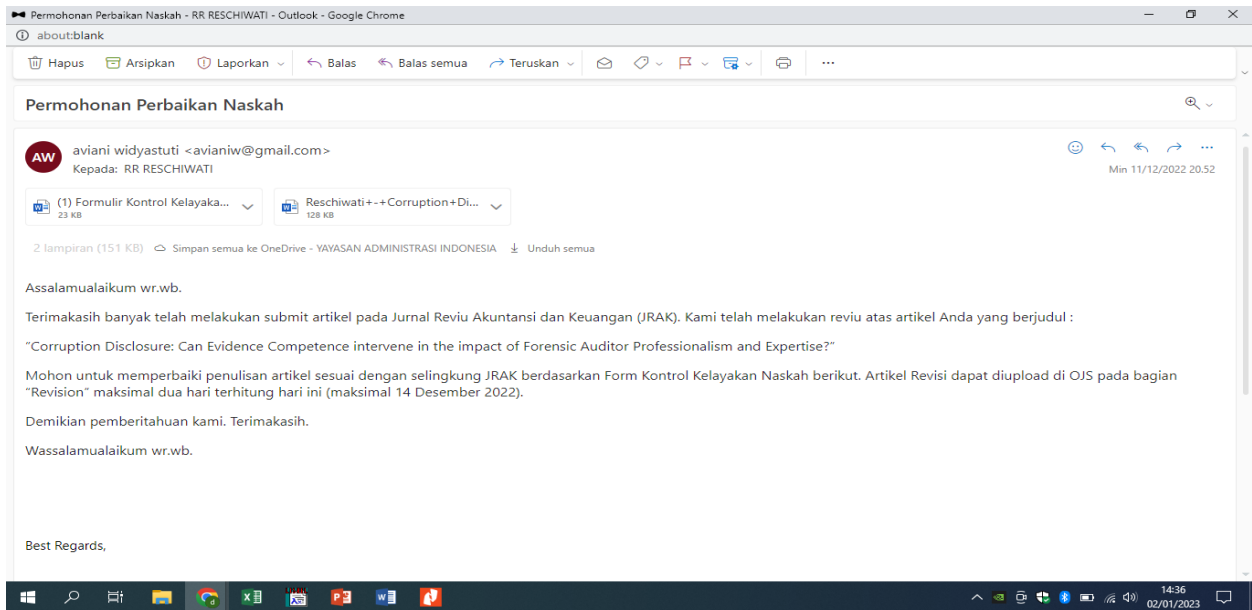 Permohonan Perbaikan Naskah - RR RESCHIWATI - Outlook - Google Chrome
about:blank
Hapus Arsipkan Laporkan Balas Balas semua Teruskan
Permohonan Perbaikan Naskah
AW
aviani widyastuti <avianiw@gmail.com>
Kepada: RR RESCHIWATI
Min 11/12/2022 20.52
(1) Formulir Kontrol Kelayaka...
23 KB
Reschiwati+-+Corruption+Di...
128 KB
2 lampiran (151 KB) Simpan semua ke OneDrive - YAYASAN ADMINISTRASI INDONESIA Unduh semua
Assalamualaikum wr.wb.
Terimakasih banyak telah melakukan submit artikel pada Jurnal Reviu Akuntansi dan Keuangan (JRAK). Kami telah melakukan reviu atas artikel Anda yang berjudul :
"Corruption Disclosure: Can Evidence Competence intervene in the impact of Forensic Auditor Professionalism and Expertise?"
Mohon untuk memperbaiki penulisan artikel sesuai dengan selingkung JRAK berdasarkan Form Kontrol Kelayakan Naskah berikut. Artikel Revisi dapat diupload di OJS pada bagian
"Revision" maksimal dua hari terhitung hari ini (maksimal 14 Desember 2022).
Demikian pemberitahuan kami. Terimakasih.
Wassalamualaikum wr.wb.
Best Regards,
14:36
02/01/2023